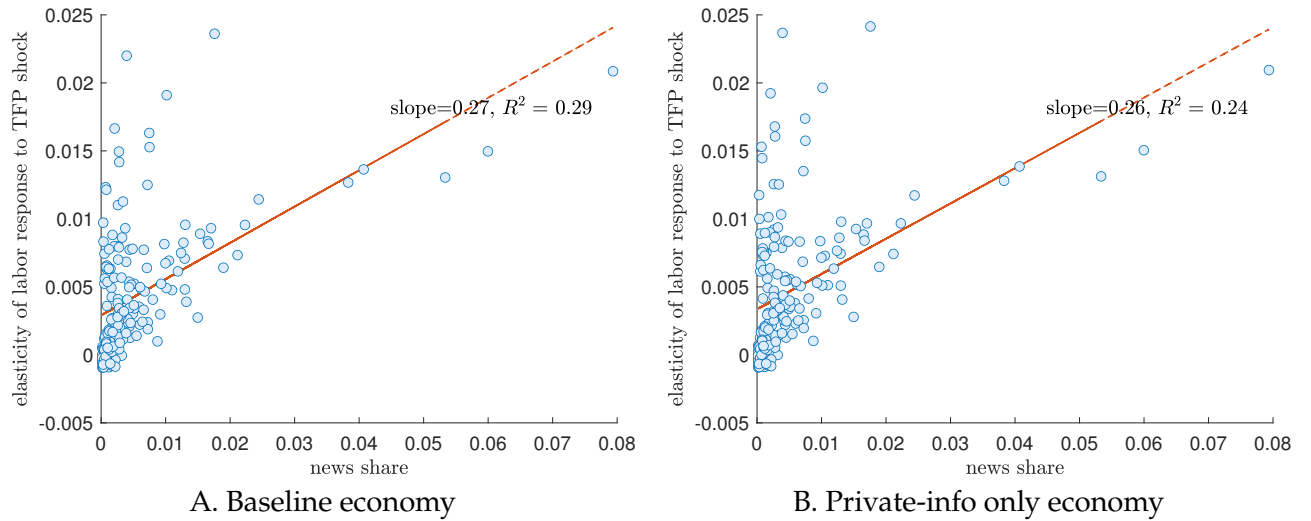 elasticity of labor response to TFP shock
0.025
0.02
0.015
0.01
0.005
0
-0.005
slope=0.27, R² = 0.29
0 0.01 0.02 0.03 0.04 0.05 0.06 0.07 0.08
news share
A. Baseline economy
elasticity of labor response to TFP shock
0.025
0.02
0.015
0.01
0.005
0
-0.005
slope=0.26, R² = 0.24
0 0.01 0.02 0.03 0.04 0.05 0.06 0.07 0.08
news share
B. Private-info only economy